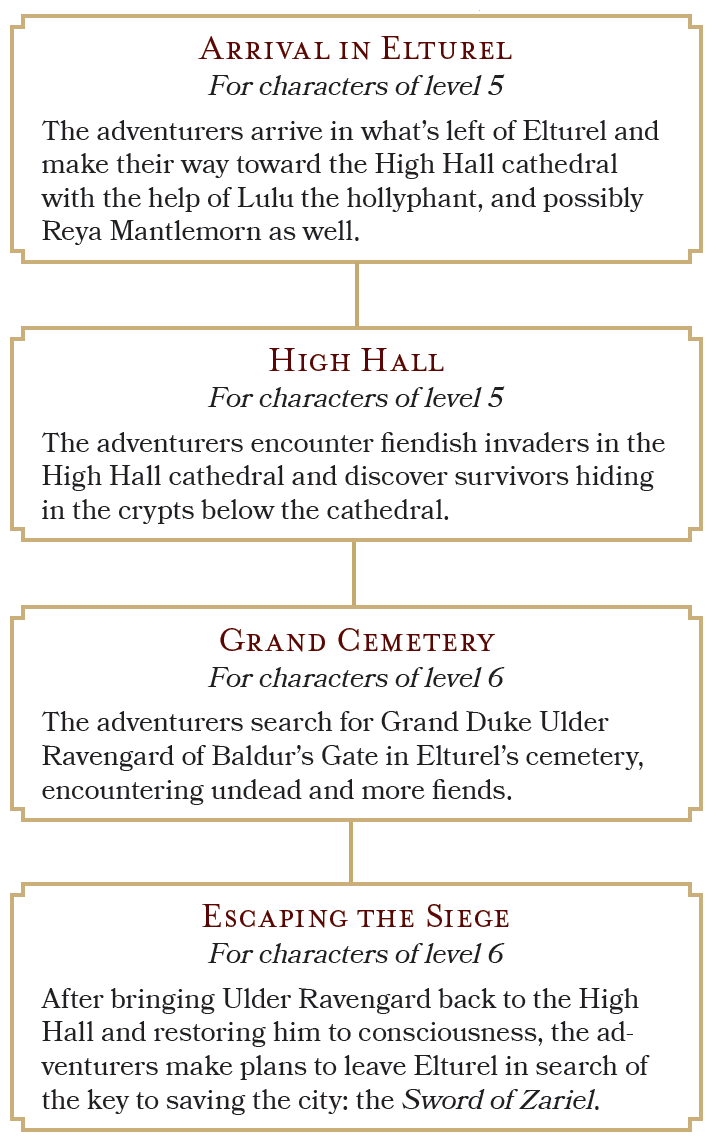 Arrival in Elturel
For characters of level 5
The adventurers arrive in what's left of Elturel and
make their way toward the High Hall cathedral
with the help of Lulu the hollyphant, and possibly
Reya Mantlemorn as well.
High Hall
For characters of level 5
The adventurers encounter fiendish invaders in the
High Hall cathedral and discover survivors hiding
in the crypts below the cathedral.
Grand Cemetery
For characters of level 6
The adventurers search for Grand Duke Ulder
Ravengard of Baldur's Gate in Elturel's cemetery,
encountering undead and more fiends.
Escaping the Siege
For characters of level 6
After bringing Ulder Ravengard back to the High
Hall and restoring him to consciousness, the ad-
venturers make plans to leave Elturel in search of
the key to saving the city: the Sword of Zariel.